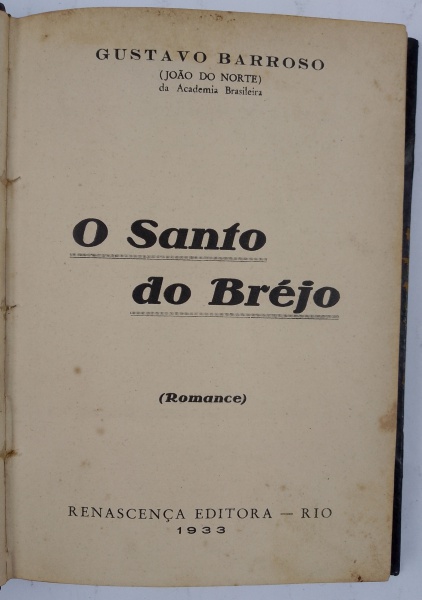 GUSTAVO BARROSO
(JOÃO DO NORTE)
da Academia Brasileira
O Santo
do Bréjo
(Romance)
RENASCENÇA EDITORA — RIO
1933